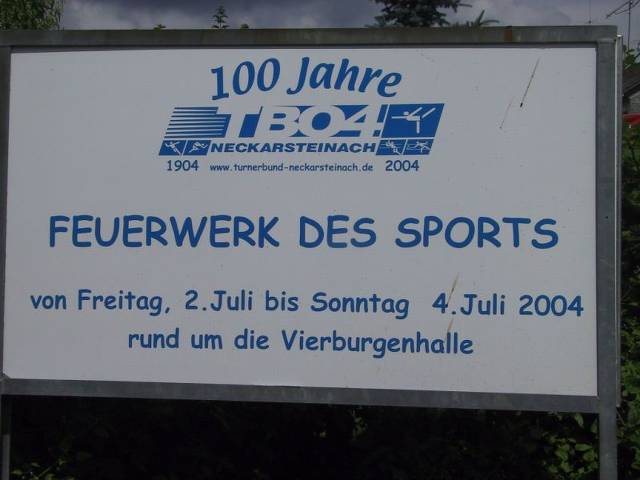 100 Jahre
TBO4!
NECKARSTEINACH
1904 www.turnerbund-neckarsteinach.de 2004
FEUERWERK DES SPORTS
von Freitag, 2.Juli bis Sonntag 4.Juli 2004
rund um die Vierburgenhalle